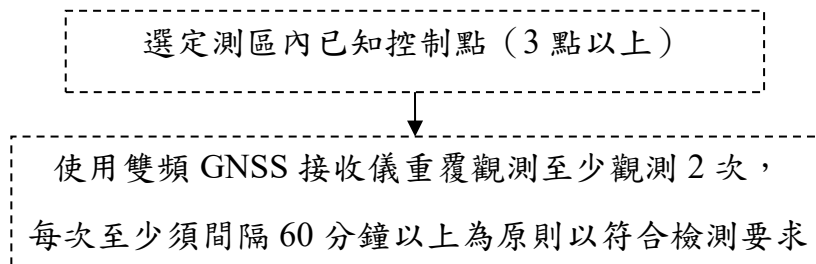 選定測區內已知控制點（3 點以上）
使用雙頻 GNSS 接收儀重覆觀測至少觀測 2 次，
每次至少須間隔 60 分鐘以上為原則以符合檢測要求